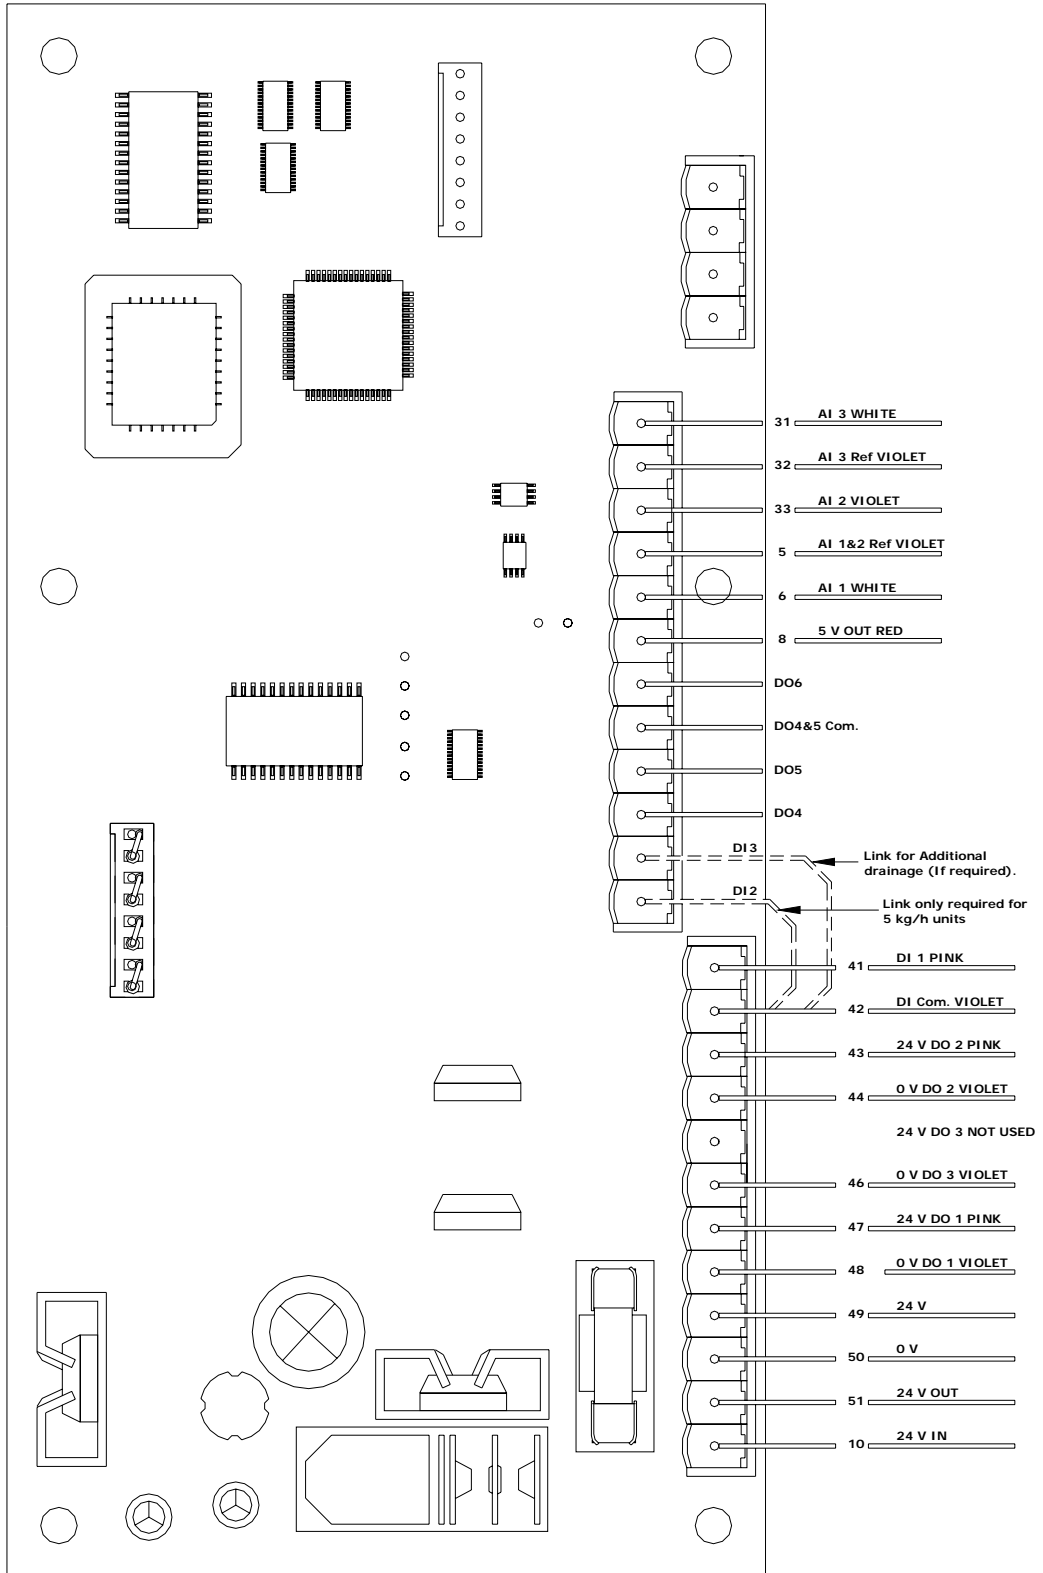 31 AI 3 WHITE
32 AI 3 Ref VIOLET
33 AI 2 VIOLET
5 AI 1&2 Ref VIOLET
6 AI 1 WHITE
8 5 V OUT RED
DO6
DO4&5 Com.
DO5
DO4
DI3
Link for Additional
drainage (If required).
DI2
Link only required for
5 kg/h units
41 DI 1 PINK
42 DI Com. VIOLET
43 24 V DO 2 PINK
44 0 V DO 2 VIOLET
24 V DO 3 NOT USED
46 0 V DO 3 VIOLET
47 24 V DO 1 PINK
48 0 V DO 1 VIOLET
49 24 V
50 0 V
51 24 V OUT
10 24 V IN